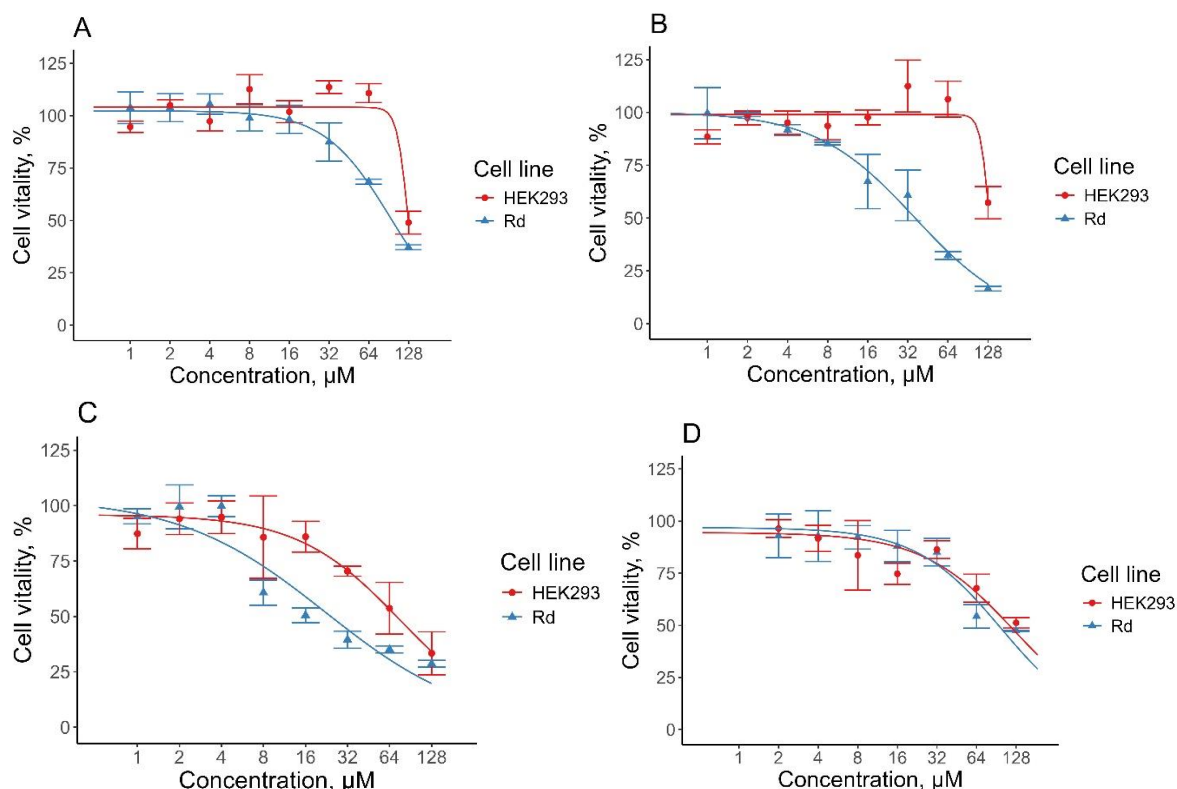 A
125
100
75
50
25
0
Cell vitality, %
1 2 4 8 16 32 64 128
Concentration, µM
Cell line
HEK293
Rd
B
125
100
75
50
25
0
Cell vitality, %
1 2 4 8 16 32 64 128
Concentration, µM
Cell line
HEK293
Rd
C
125
100
75
50
25
0
Cell vitality, %
1 2 4 8 16 32 64 128
Concentration, µM
Cell line
HEK293
Rd
D
125
100
75
50
25
0
Cell vitality, %
1 2 4 8 16 32 64 128
Concentration, µM
Cell line
HEK293
Rd